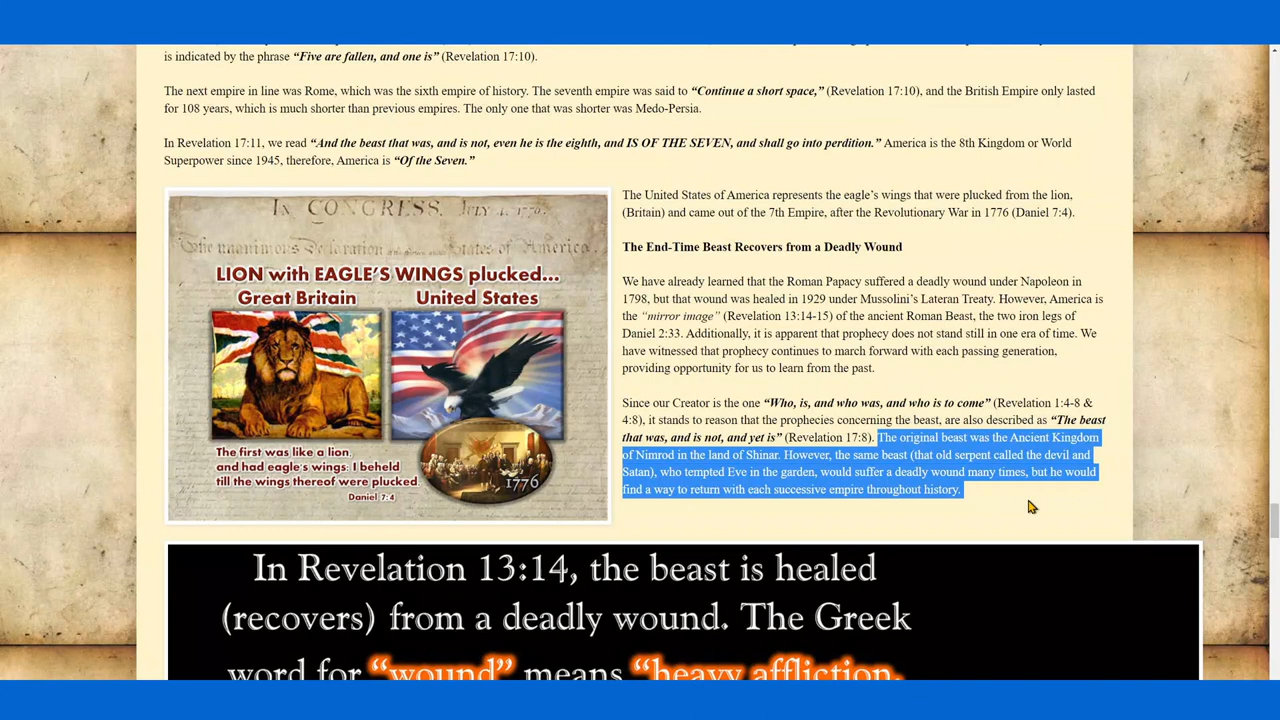 is indicated by the phrase “Five are fallen, and one is” (Revelation 17:10).
The next empire in line was Rome, which was the sixth empire of history. The seventh empire was said to “Continue a short space,” (Revelation 17:10), and the British Empire only lasted
for 108 years, which is much shorter than previous empires. The only one that was shorter was Medo-Persia.
In Revelation 17:11, we read “And the beast that was, and is not, even he is the eighth, and IS OF THE SEVEN, and shall go into perdition.” America is the 8th Kingdom or World
Superpower since 1945, therefore, America is “Of the Seven.”
IN CONGRESS, JULY 4, 1776.
The unanimous Declaration of the thirteen united States of America,
LION with EAGLE’S WINGS plucked...
Great Britain United States
The first was like a lion,
and had eagle's wings: I beheld
till the wings thereof were plucked.
Daniel 7:4
1776
The United States of America represents the eagle’s wings that were plucked from the lion,
(Britain) and came out of the 7th Empire, after the Revolutionary War in 1776 (Daniel 7:4).
The End-Time Beast Recovers from a Deadly Wound
We have already learned that the Roman Papacy suffered a deadly wound under Napoleon in
1798, but that wound was healed in 1929 under Mussolini’s Lateran Treaty. However, America is
the “mirror image” (Revelation 13:14-15) of the ancient Roman Beast, the two iron legs of
Daniel 2:33. Additionally, it is apparent that prophecy does not stand still in one era of time. We
have witnessed that prophecy continues to march forward with each passing generation,
providing opportunity for us to learn from the past.
Since our Creator is the one “Who, is, and who was, and who is to come” (Revelation 1:4-8 &
4:8), it stands to reason that the prophecies concerning the beast, are also described as “The beast
that was, and is not, and yet is” (Revelation 17:8). The original beast was the Ancient Kingdom
of Nimrod in the land of Shinar. However, the same beast (that old serpent called the devil and
Satan), who tempted Eve in the garden, would suffer a deadly wound many times, but he would
find a way to return with each successive empire throughout history.
In Revelation 13:14, the beast is healed
(recovers) from a deadly wound. The Greek
word for “wound” means “heavy affliction,